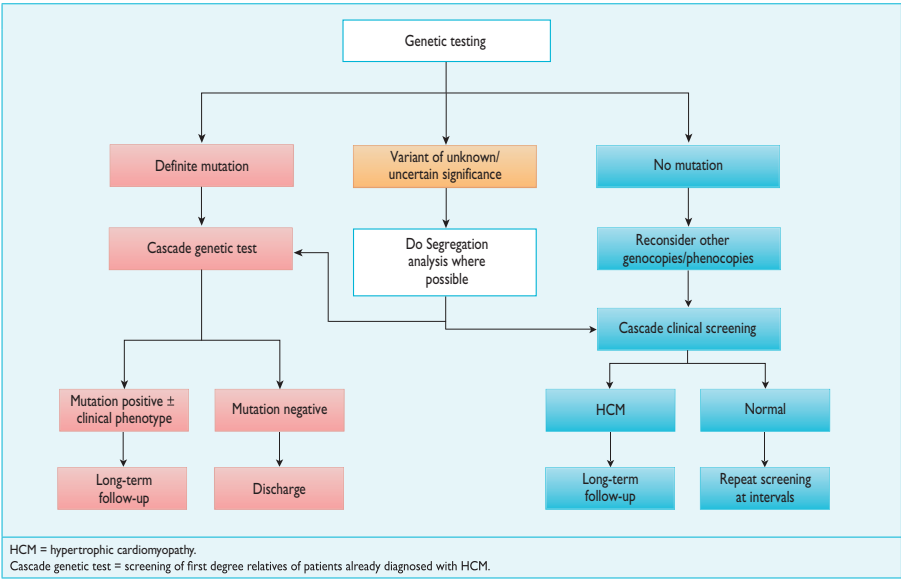 Genetic testing
Definite mutation
Variant of unknown/
uncertain significance
No mutation
Cascade genetic test
Do Segregation
analysis where
possible
Reconsider other
genocopies/phenocopies
Cascade clinical screening
Mutation positive ±
clinical phenotype
Mutation negative
HCM
Normal
Long-term
follow-up
Discharge
Long-term
follow-up
Repeat screening
at intervals
HCM = hypertrophic cardiomyopathy.
Cascade genetic test = screening of first degree relatives of patients already diagnosed with HCM.